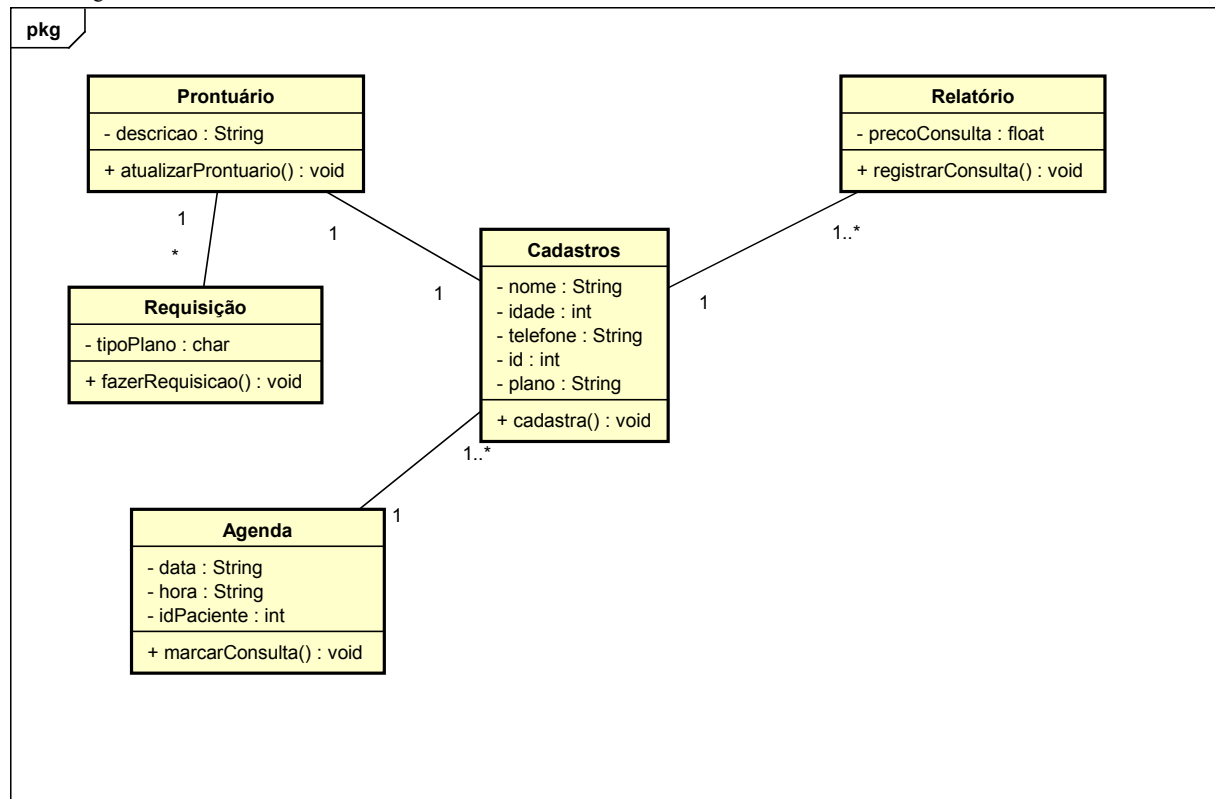 pkg
Prontuário
- descricao : String
+ atualizarProntuario() : void
Relatório
- precoConsulta : float
+ registrarConsulta() : void
1
*
1
1
1..*
1
Cadastros
- nome : String
- idade : int
- telefone : String
- id : int
- plano : String
+ cadastra() : void
Requisição
- tipoPlano : char
+ fazerRequisicao() : void
1..*
1
Agenda
- data : String
- hora : String
- idPaciente : int
+ marcarConsulta() : void